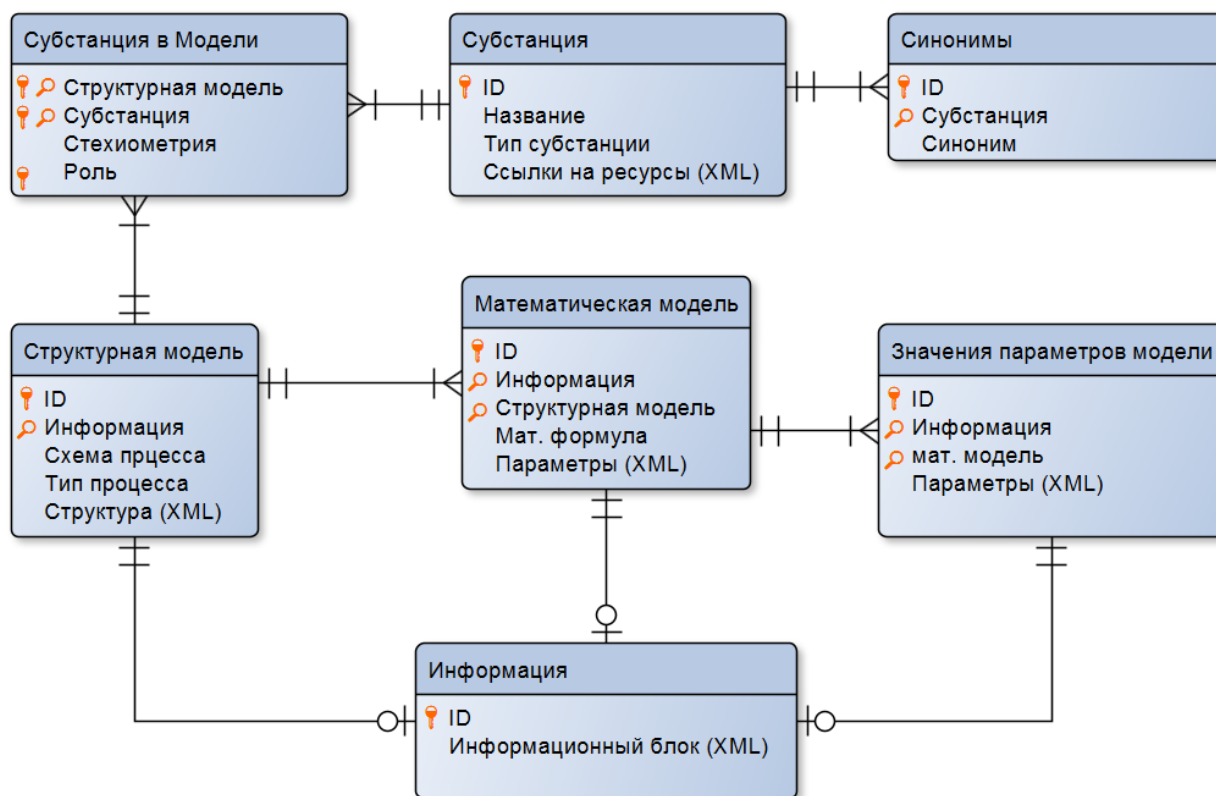 Субстанция в Модели
Структурная модель
Субстанция
Стехиометрия
Роль
Субстанция
ID
Название
Тип субстанции
Ссылки на ресурсы (XML)
Синонимы
ID
Субстанция
Синоним
Структурная модель
ID
Информация
Схема прцесса
Тип процесса
Структура (XML)
Математическая модель
ID
Информация
Структурная модель
Мат. формула
Параметры (XML)
Значения параметров модели
ID
Информация
мат. модель
Параметры (XML)
Информация
ID
Информационный блок (XML)